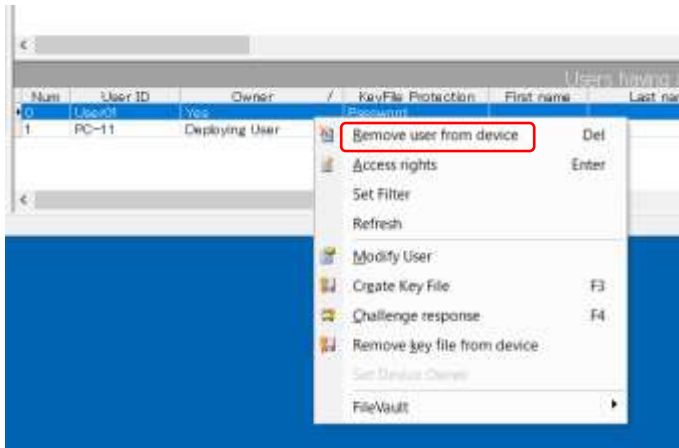 Users having a
Num User ID Owner / KeyFile Protection First name Last nar
0 User01 Yes Password
1 PC-11 Deploying User
Remove user from device Del
Access rights Enter
Set Filter
Refresh
Modify User
Create Key File F3
Challenge response F4
Remove key file from device
Set Device Owner
FileVault